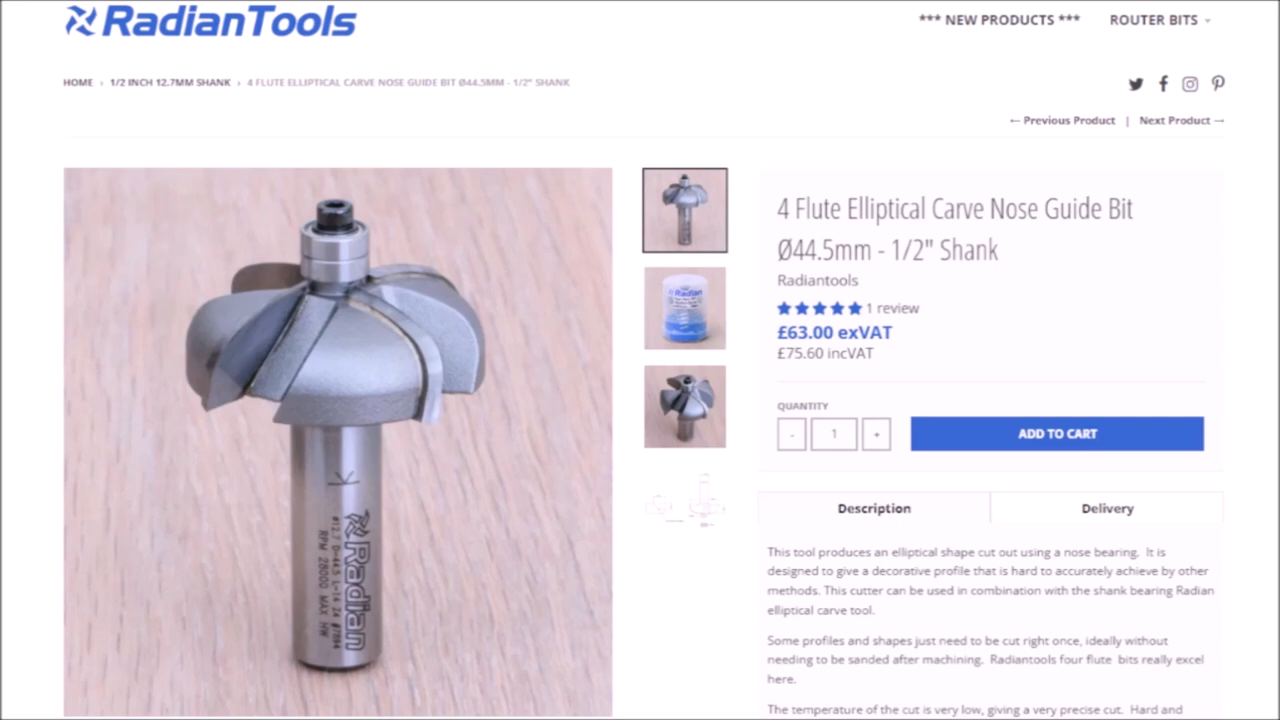 RadianTools
*** NEW PRODUCTS *** ROUTER BITS
HOME › 1/2 INCH 12.7MM SHANK › 4 FLUTE ELLIPTICAL CARVE NOSE GUIDE BIT Ø44.5MM - 1/2" SHANK
← Previous Product | Next Product →
4 Flute Elliptical Carve Nose Guide Bit
Ø44.5mm - 1/2" Shank
Radiantools
1 review
£63.00 exVAT
£75.60 incVAT
QUANTITY
- 1 + ADD TO CART
Description Delivery
This tool produces an elliptical shape cut out using a nose bearing. It is
designed to give a decorative profile that is hard to accurately achieve by other
methods. This cutter can be used in combination with the shank bearing Radian
elliptical carve tool.
Some profiles and shapes just need to be cut right once, ideally without
needing to be sanded after machining. Radiantools four flute bits really excel
here.
The temperature of the cut is very low, giving a very precise cut. Hard and
Radian
RPM 28000 MAX HW
Radian